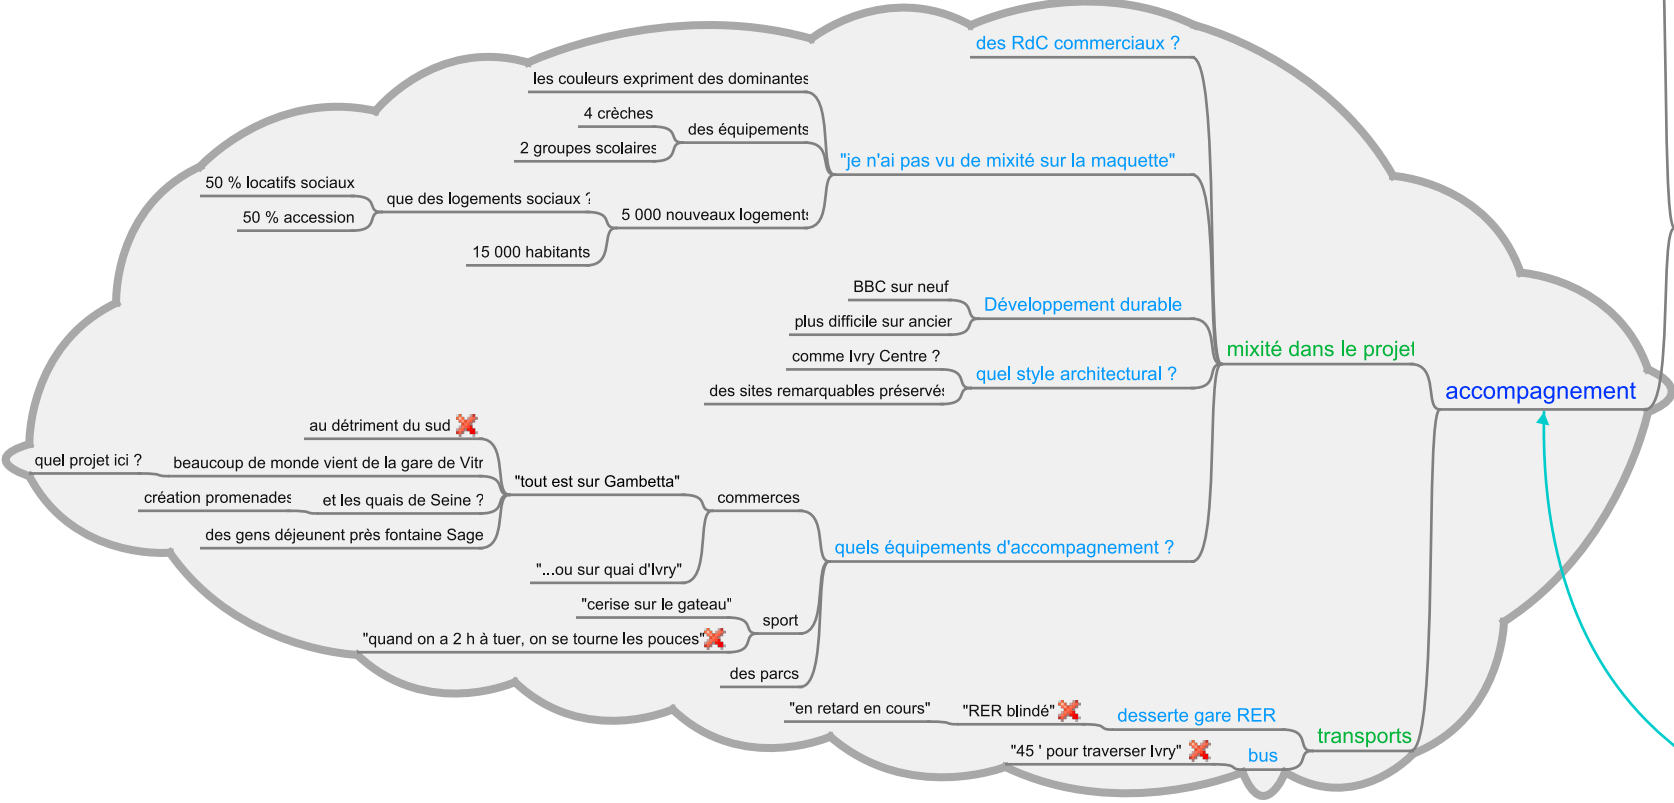 des RdC commerciaux ?
les couleurs expriment des dominantes
4 crèches
des équipements
2 groupes scolaires
"je n'ai pas vu de mixité sur la maquette"
50 % locatifs sociaux
que des logements sociaux ?
50 % accession
5 000 nouveaux logements
15 000 habitants
BBC sur neuf
Développement durable
plus difficile sur ancier
mixité dans le projet
comme Ivry Centre ?
quel style architectural ?
des sites remarquables préservés
accompagnement
au détriment du sud
quel projet ici ?
beaucoup de monde vient de la gare de Vitr
"tout est sur Gambetta"
commerces
création promenades
et les quais de Seine ?
des gens déjeunent près fontaine Sage
quels équipements d'accompagnement ?
"...ou sur quai d'Ivry"
"cerise sur le gateau"
sport
"quand on a 2 h à tuer, on se tourne les pouces"
des parcs
"en retard en cours"
"RER blindé"
desserte gare RER
transports
"45 ' pour traverser Ivry"
bus